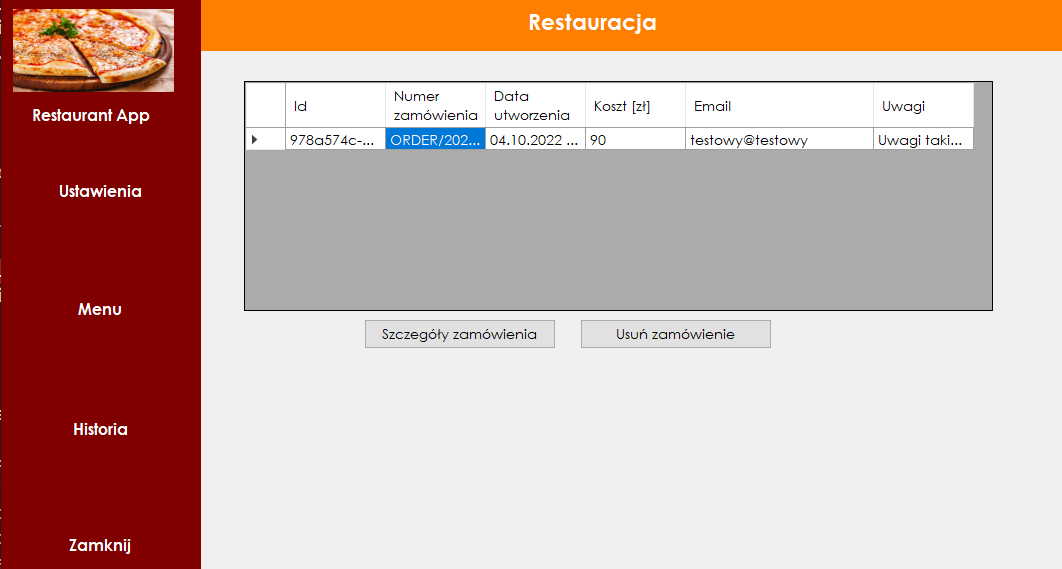 Restauracja
Restaurant App
Ustawienia
Menu
Historia
Zamknij
Id
Numer
zamówienia
Data
utworzenia
Koszt [zł]
Email
Uwagi
978a574c-...
ORDER/202...
04.10.2022 ...
90
testowy@testowy
Uwagi taki...
Szczegóły zamówienia
Usuń zamówienie